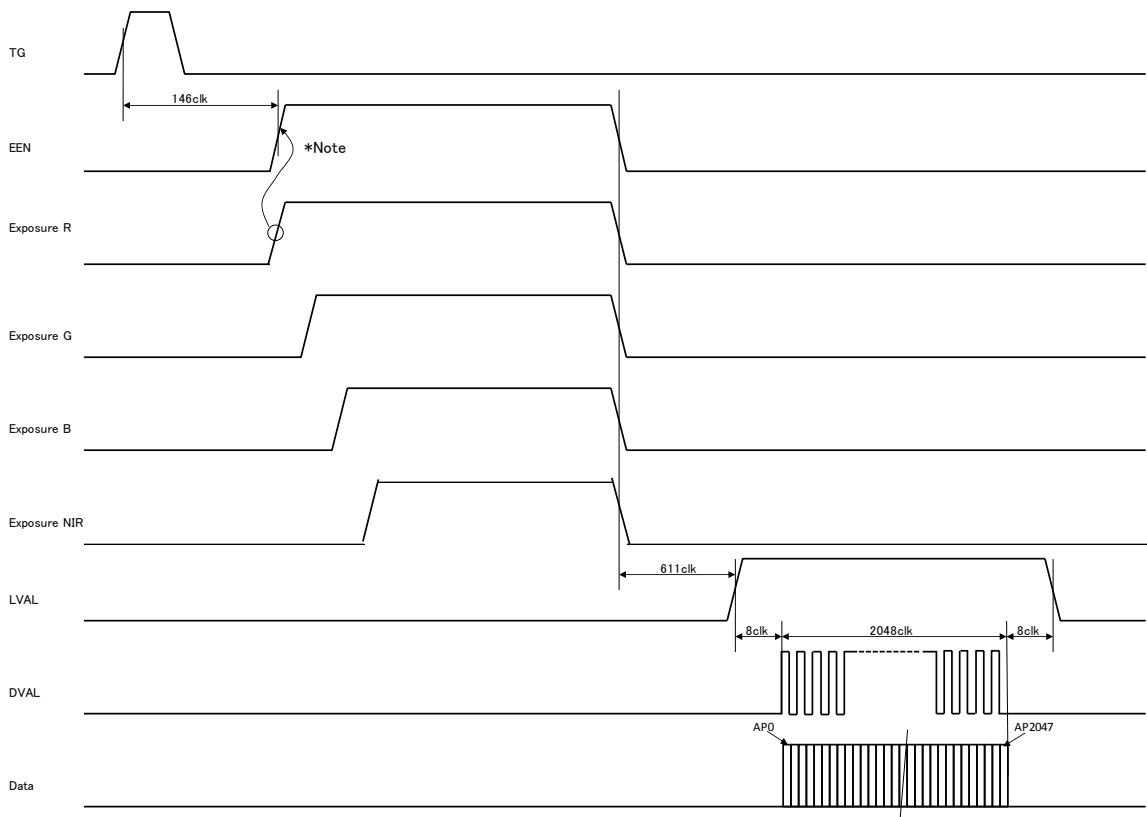 TG
146clk
EEN
*Note
Exposure R
Exposure G
Exposure B
Exposure NIR
611clk
LVAL
8clk 2048clk 8clk
DVAL
AP0 AP2047
Data